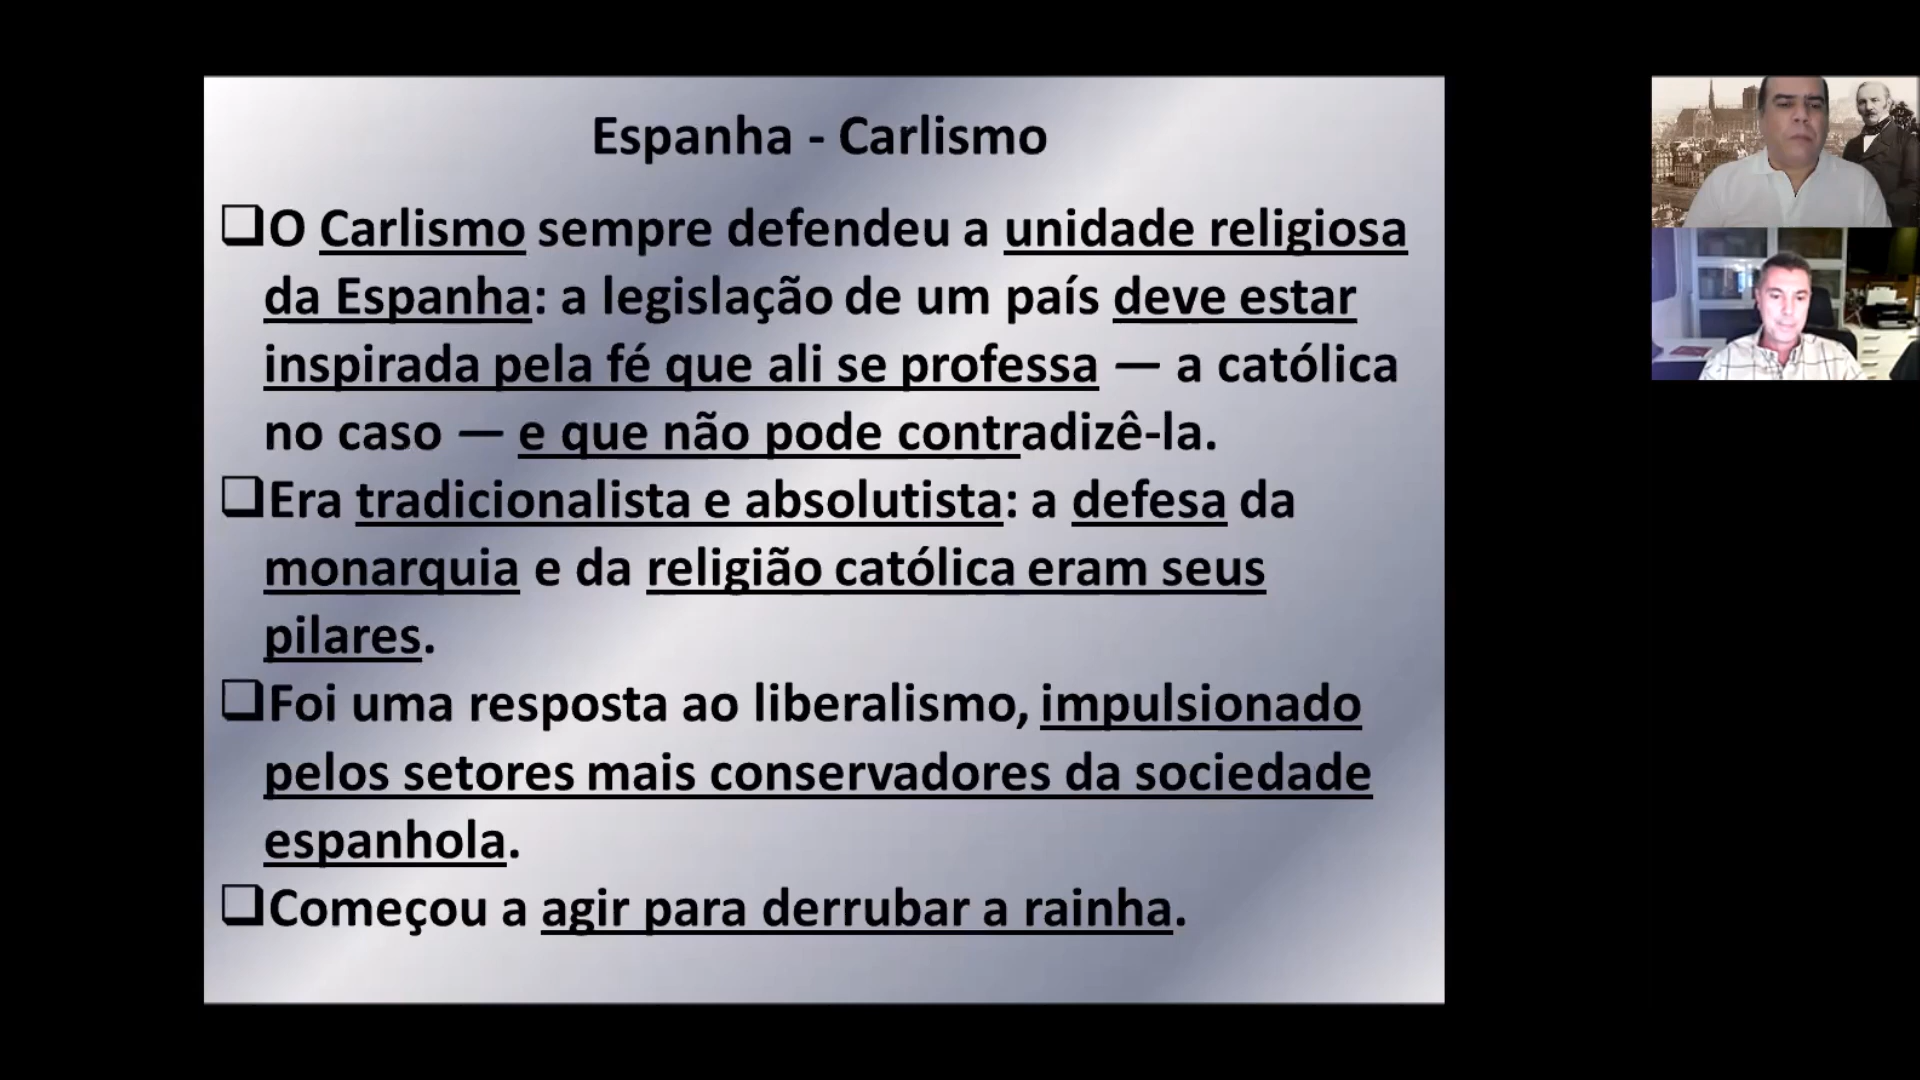 Espanha - Carlismo
❑O Carlismo sempre defendeu a unidade religiosa
da Espanha: a legislação de um país deve estar
inspirada pela fé que ali se professa — a católica
no caso — e que não pode contradizê-la.
❑Era tradicionalista e absolutista: a defesa da
monarquia e da religião católica eram seus
pilares.
❑Foi uma resposta ao liberalismo, impulsionado
pelos setores mais conservadores da sociedade
espanhola.
❑Começou a agir para derrubar a rainha.